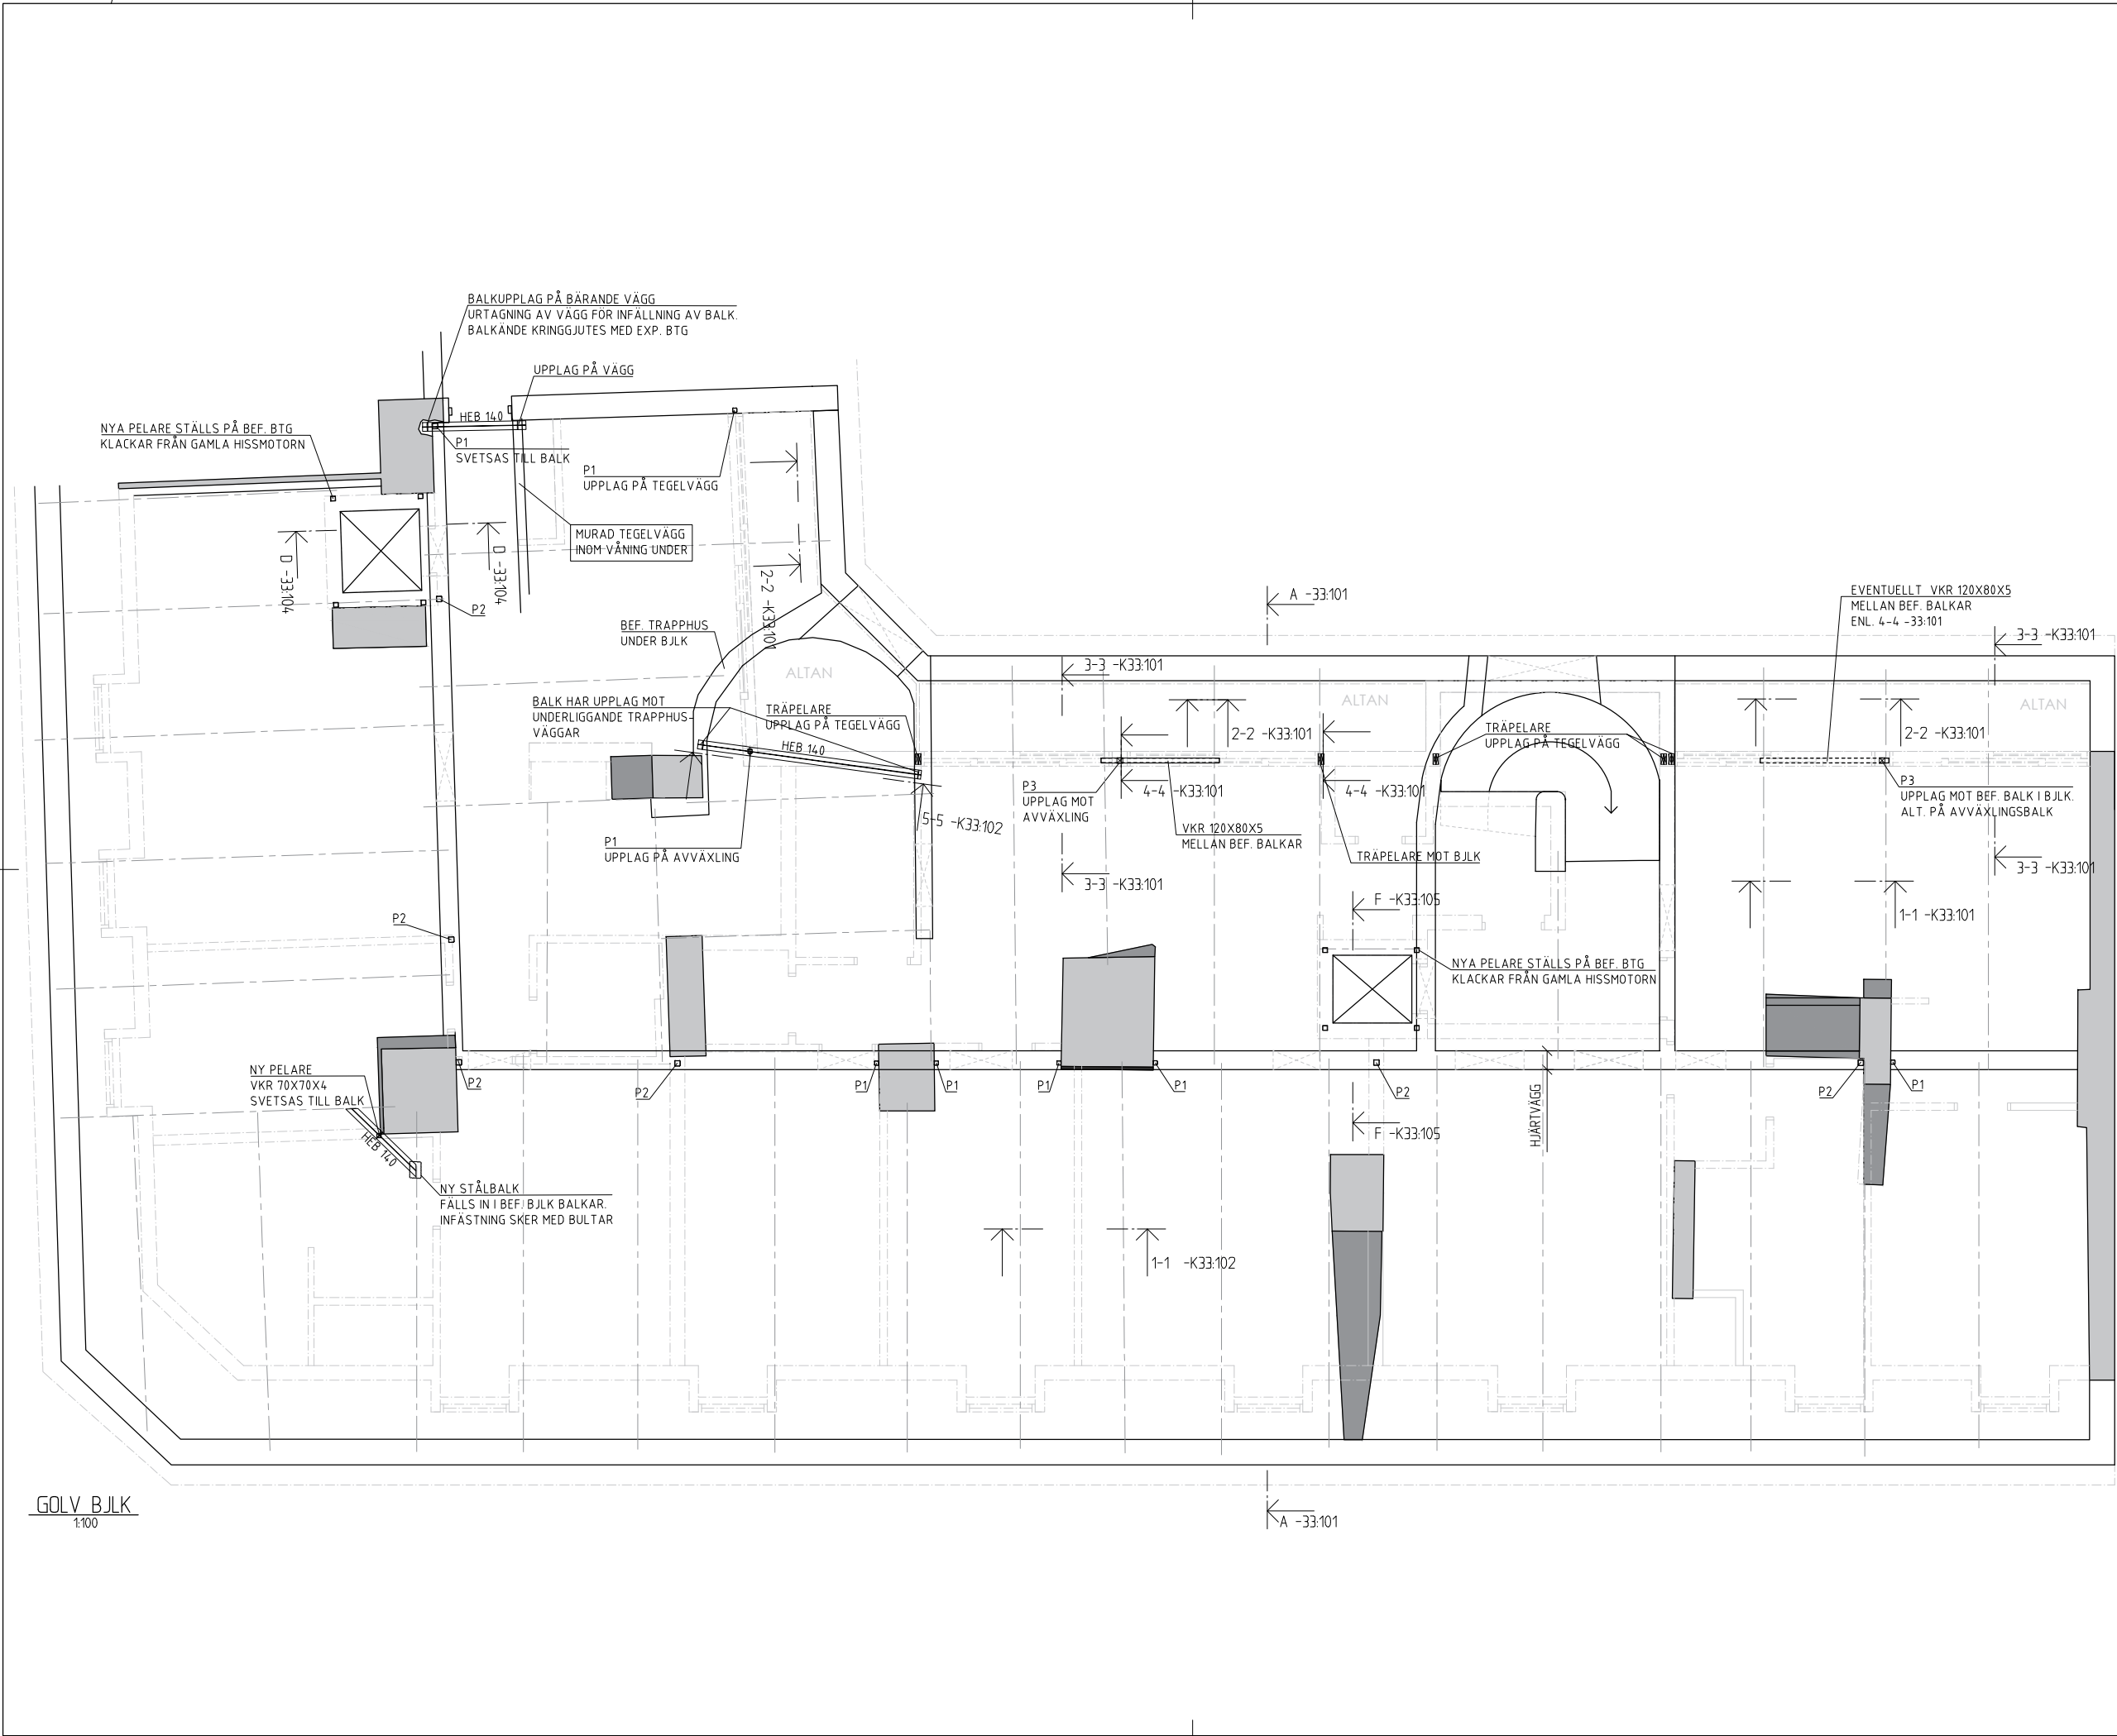 BALKUPPLAG PÅ BÄRANDE VÄGG
URTAGNING AV VÄGG FÖR INFÄLLNING AV BALK.
BALKÄNDE KRINGGJUTES MED EXP. BTG
UPPLAG PÅ VÄGG
HEB 140
NYA PELARE STÄLLS PÅ BEF. BTG
KLACKAR FRÅN GAMLA HISSMOTORN
P1
SVETSAS TILL BALK
P1
UPPLAG PÅ TEGELVÄGG
MURAD TEGELVÄGG
INOM VÅNING UNDER
D -33:104
D -33:104
2-2 -K33:101
P2
BEF. TRAPPHUS
UNDER BJLK
A -33:101
EVENTUELLT VKR 120X80X5
MELLAN BEF. BALKAR
ENL. 4-4 -33:101
3-3 -K33:101
3-3 -K33:101
ALTAN
ALTAN
ALTAN
BALK HAR UPPLAG MOT
UNDERLIGGANDE TRAPPHUS-
VÄGGAR
TRÄPELARE
UPPLAG PÅ TEGELVÄGG
HEB 140
2-2 -K33:101
TRÄPELARE
UPPLAG PÅ TEGELVÄGG
2-2 -K33:101
P3
UPPLAG MOT
AVVÄXLING
4-4 -K33:101
4-4 -K33:101
P3
UPPLAG MOT BEF. BALK I BJLK.
ALT. PÅ AVVÄXLINGSBALK
5-5 -K33:102
VKR 120X80X5
MELLAN BEF. BALKAR
P1
UPPLAG PÅ AVVÄXLING
TRÄPELARE MOT BJLK
3-3 -K33:101
3-3 -K33:101
F -K33:105
1-1 -K33:101
P2
NYA PELARE STÄLLS PÅ BEF. BTG
KLACKAR FRÅN GAMLA HISSMOTORN
NY PELARE
VKR 70X70X4
SVETSAS TILL BALK
P2
P2
P1
P1
P1
P1
P2
P2
P1
HJÄRTVÄGG
F -K33:105
HEB 140
NY STÅLBALK
FÄLLS IN I BEF. BJLK BALKAR.
INFÄSTNING SKER MED BULTAR
1-1 -K33:102
GOLV BJLK
1:100
A -33:101